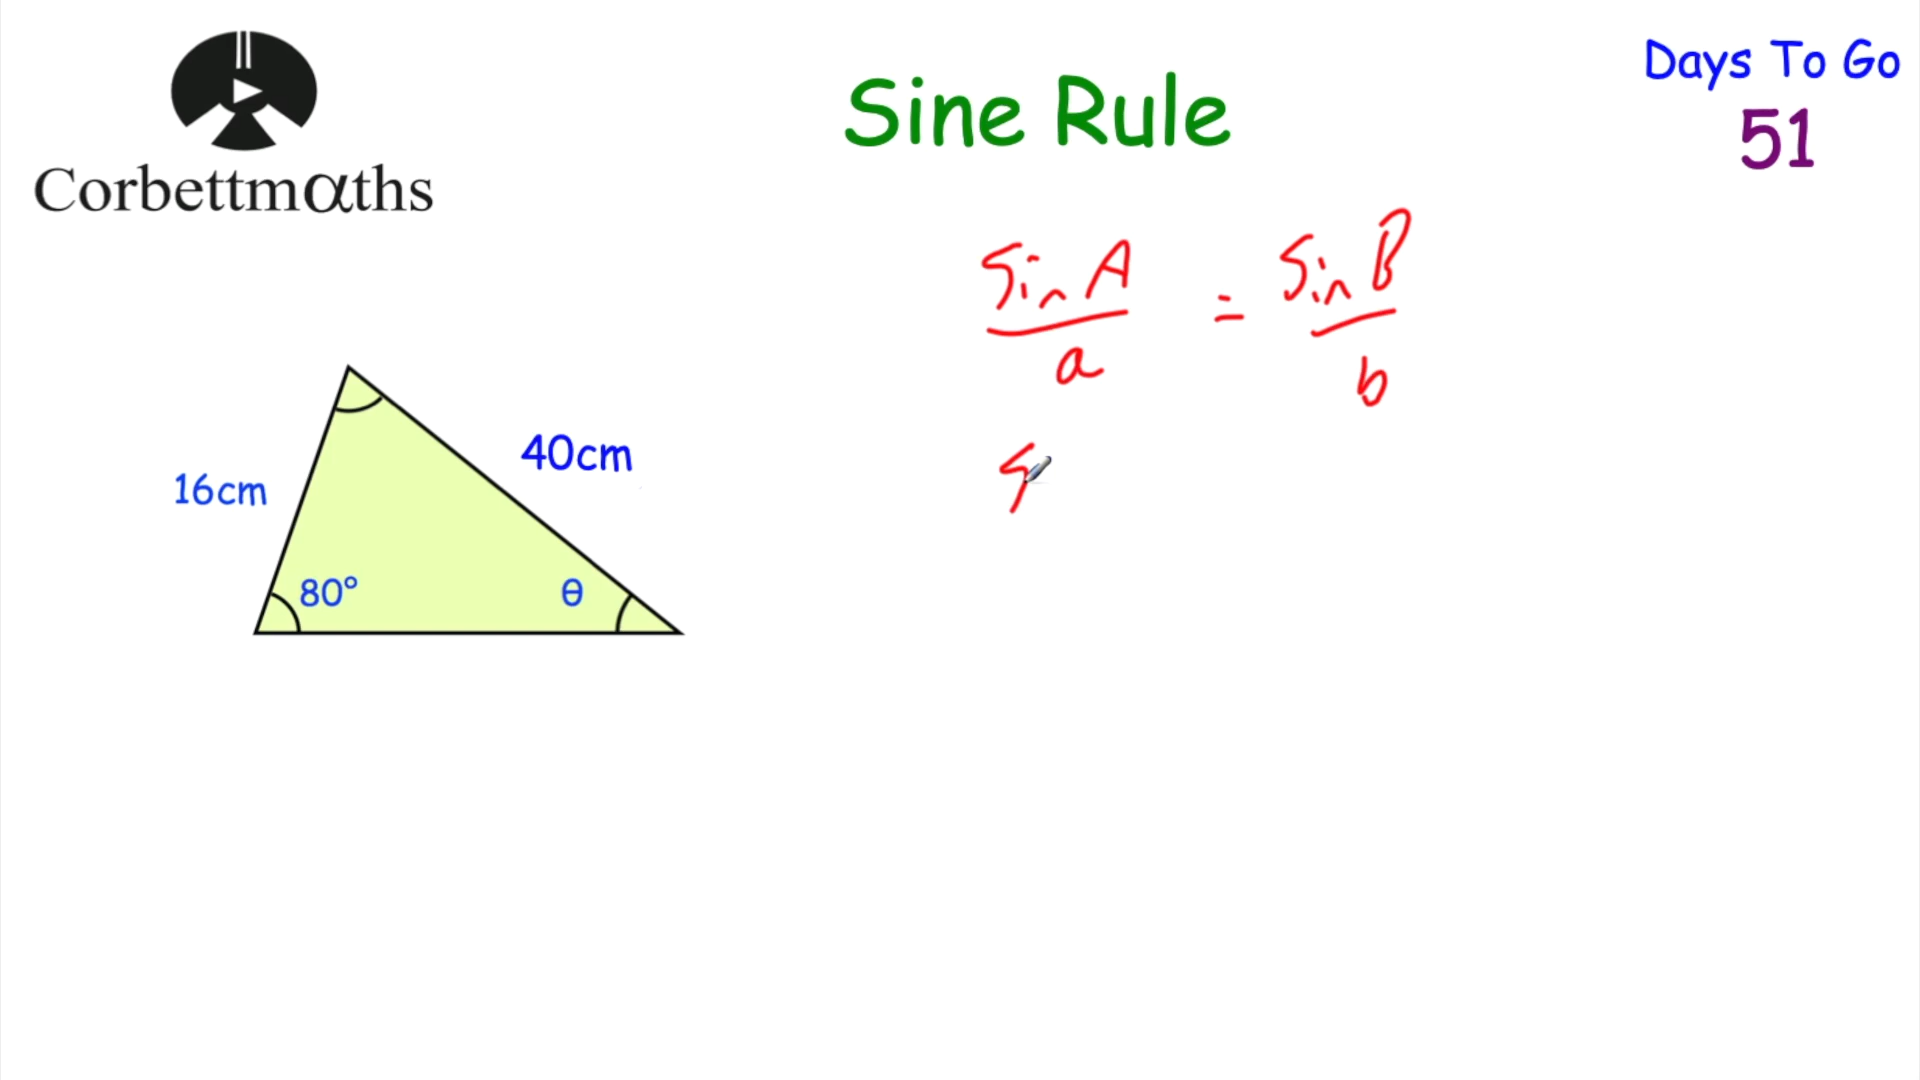 Corbettmαths
Sine Rule
Days To Go
51
Sin A / a = Sin B / b
S
16cm
40cm
80°
θ